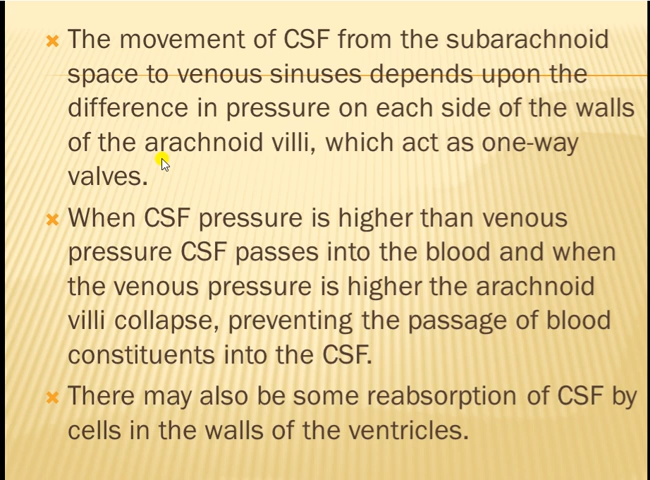 The movement of CSF from the subarachnoid
space to venous sinuses depends upon the
difference in pressure on each side of the walls
of the arachnoid villi, which act as one-way
valves.
When CSF pressure is higher than venous
pressure CSF passes into the blood and when
the venous pressure is higher the arachnoid
villi collapse, preventing the passage of blood
constituents into the CSF.
There may also be some reabsorption of CSF by
cells in the walls of the ventricles.